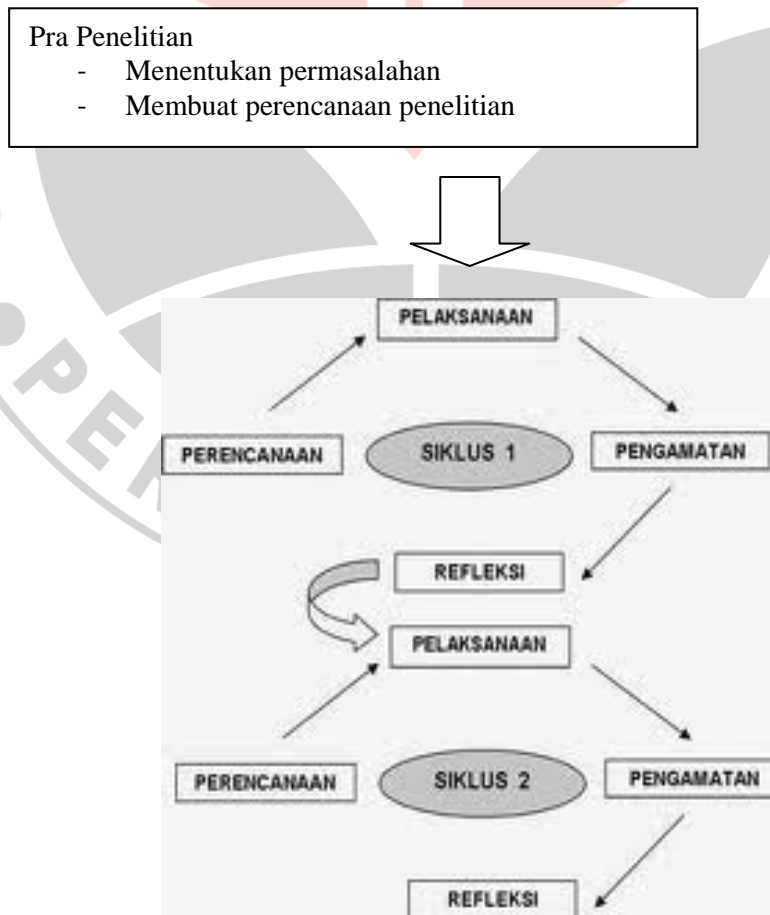 Pra Penelitian
- Menentukan permasalahan
- Membuat perencanaan penelitian
PELAKSANAAN
PERENCANAAN
SIKLUS 1
PENGAMATAN
REFLEKSI
PELAKSANAAN
PERENCANAAN
SIKLUS 2
PENGAMATAN
REFLEKSI